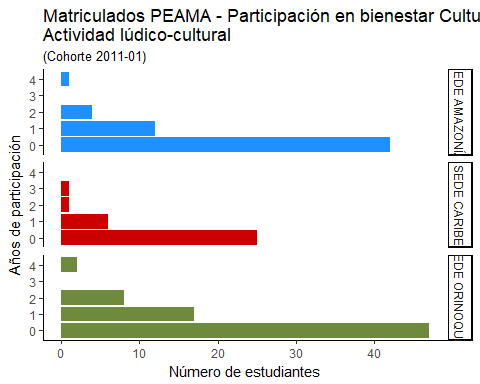 Matriculados PEAMA - Participación en bienestar Cultu
Actividad lúdico-cultural
(Cohorte 2011-01)
Años de participación
4
3
2
1
0
EDE AMAZONÍ
4
3
2
1
0
SEDE CARIBE
4
3
2
1
0
EDE ORINOQU
0
10
20
30
40
Número de estudiantes